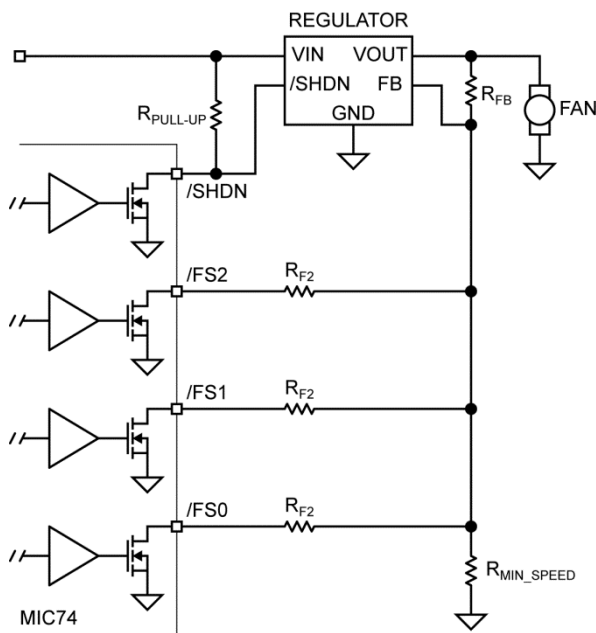 REGULATOR
VIN VOUT
/SHDN FB
GND
RPULL-UP
RFB
FAN
/SHDN
/FS2
RF2
/FS1
RF2
/FS0
RF2
RMIN_SPEED
MIC74